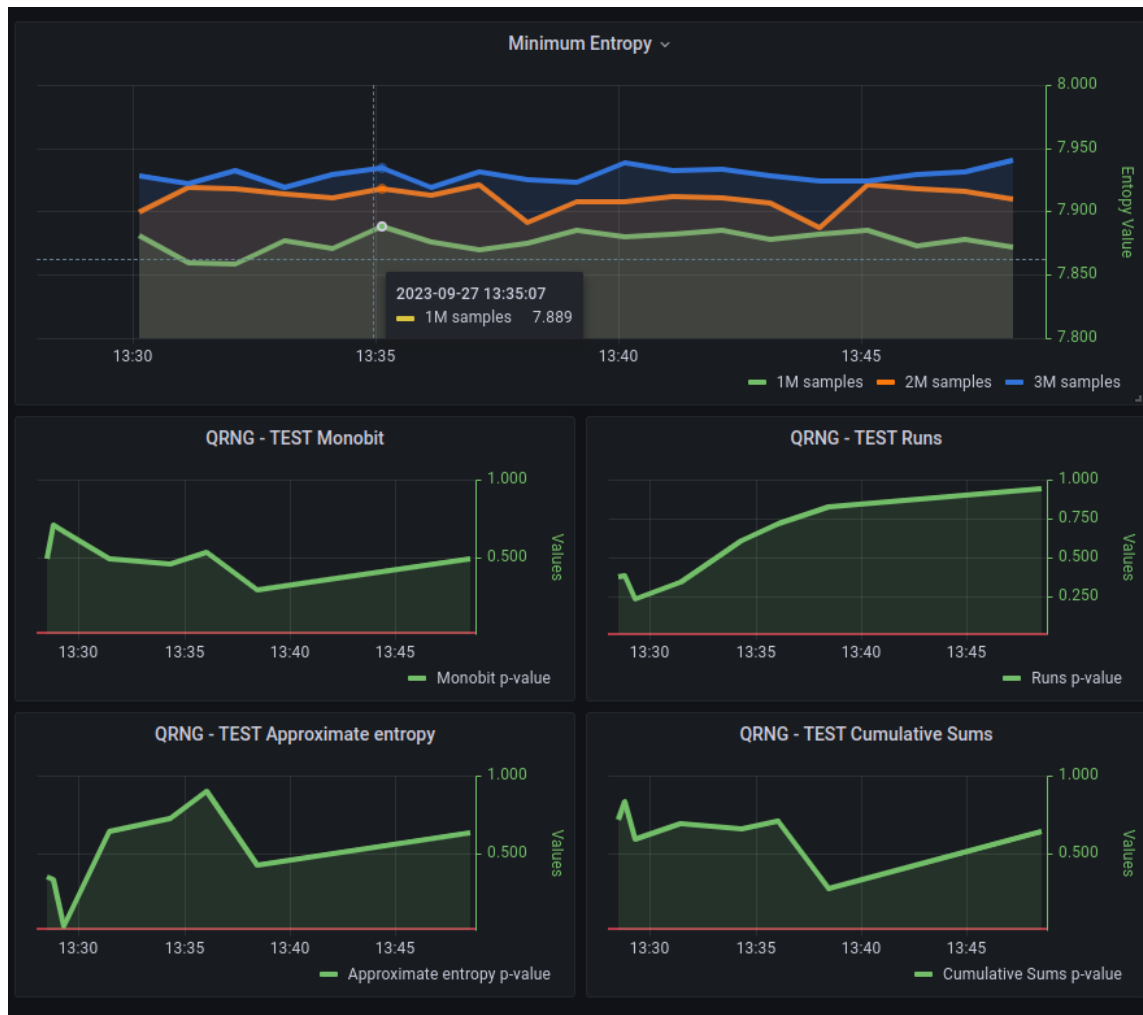 Minimum Entropy
8.000
7.950
7.900
7.850
7.800
Entopy Value
2023-09-27 13:35:07
1M samples 7.889
13:30 13:35 13:40 13:45
1M samples 2M samples 3M samples
QRNG - TEST Monobit
1.000
0.500
Values
13:30 13:35 13:40 13:45
Monobit p-value
QRNG - TEST Runs
1.000
0.750
0.500
0.250
Values
13:30 13:35 13:40 13:45
Runs p-value
QRNG - TEST Approximate entropy
1.000
0.500
Values
13:30 13:35 13:40 13:45
Approximate entropy p-value
QRNG - TEST Cumulative Sums
1.000
0.500
Values
13:30 13:35 13:40 13:45
Cumulative Sums p-value